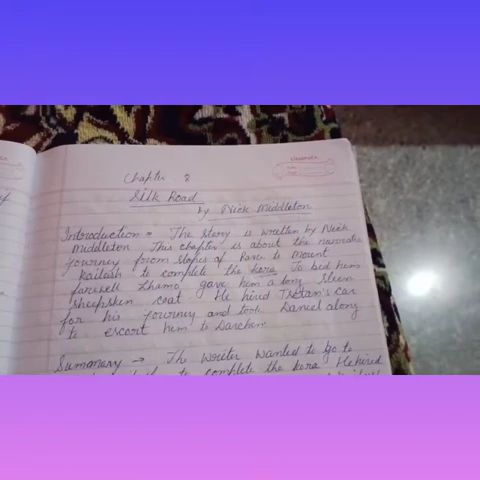 Chapter 8
Silk Road
by Nick Middleton
Introduction = The story is written by Nick
Middleton This chapter is about the narrator
journey from slopes of Ravu to Mount
Kailash to complete the kora. To bid him
farewell Lhamo gave him a long Sleev
sheepskin coat. He hired Tsetan's car
for his journey and took Daniel along
to escort him to Darchen.
Summary → The writer wanted to go to
to complete the kora. He hired